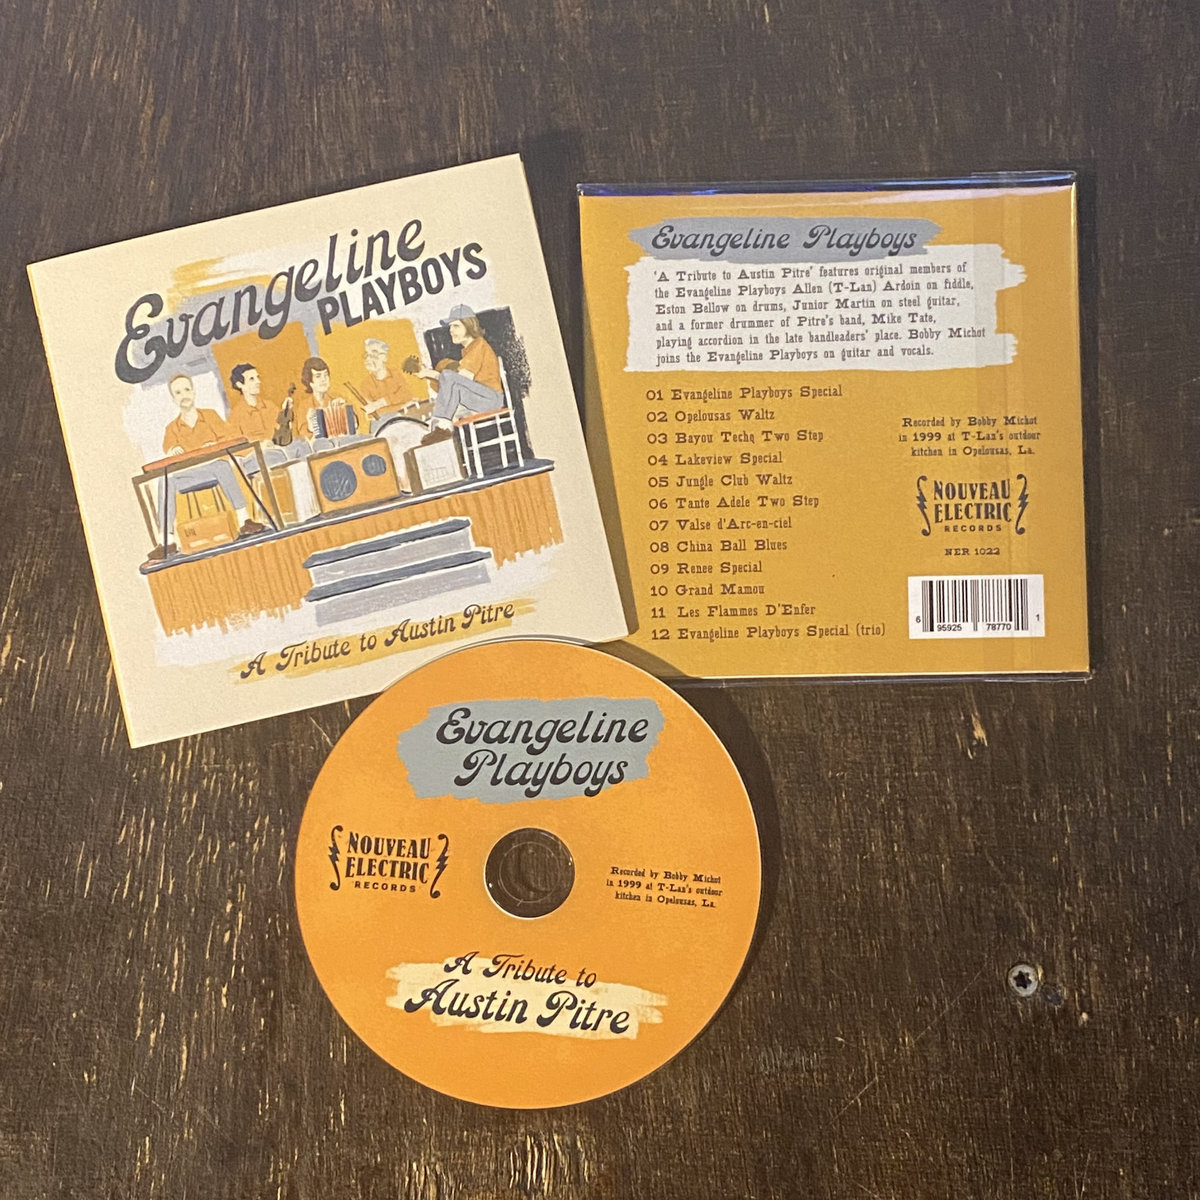 Evangeline
PLAYBOYS
A Tribute to Austin Pitre
Evangeline Playboys
'A Tribute to Austin Pitre' features original members of
the Evangeline Playboys Allen (T-Lan) Ardoin on fiddle,
Eston Bellow on drums, Junior Martin on steel guitar,
and a former drummer of Pitre's band, Mike Tate,
playing accordion in the late bandleaders' place. Bobby Michot
joins the Evangeline Playboys on guitar and vocals.
01 Evangeline Playboys Special
02 Opelousas Waltz
03 Bayou Techq Two Step
04 Lakeview Special
05 Jungle Club Waltz
06 Tante Adele Two Step
07 Valse d'Arc-en-ciel
08 China Ball Blues
09 Renee Special
10 Grand Mamou
11 Les Flammes D'Enfer
12 Evangeline Playboys Special (trio)
Recorded by Bobby Michot
in 1999 at T-Lan's outdoor
kitchen in Opelousas, La.
NOUVEAU
ELECTRIC
RECORDS
NER 1022
6 95925 78770 1
Evangeline
Playboys
NOUVEAU
ELECTRIC
RECORDS
Recorded by Bobby Michot
in 1999 at T-Lan's outdoor
kitchen in Opelousas, La.
A Tribute to
Austin Pitre